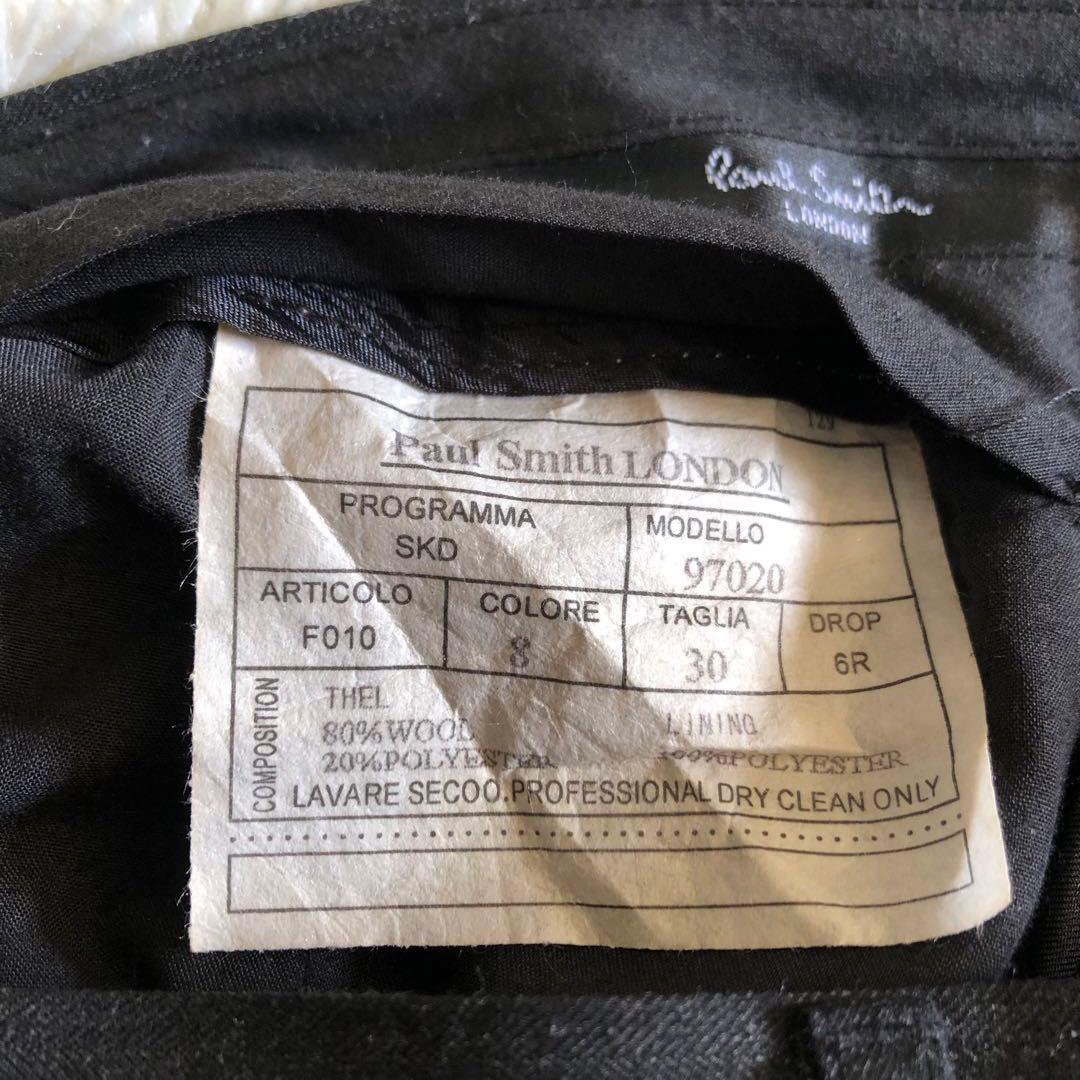 Paul Smith
LONDON
129
Paul Smith LONDON
PROGRAMMA
SKD
MODELLO
97020
ARTICOLO
F010
COLORE
8
TAGLIA
30
DROP
6R
COMPOSITION
THEL
80%WOOL
20%POLYESTER
LINING
100%POLYESTER
LAVARE SECOO.PROFESSIONAL DRY CLEAN ONLY